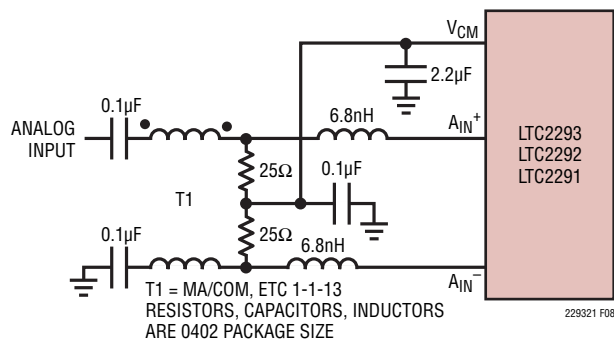 VCM
2.2µF
0.1µF
ANALOG
INPUT
6.8nH
AIN+
LTC2293
LTC2292
LTC2291
25Ω
0.1µF
T1
25Ω
0.1µF
6.8nH
AIN–
T1 = MA/COM, ETC 1-1-13
RESISTORS, CAPACITORS, INDUCTORS
ARE 0402 PACKAGE SIZE
229321 F08